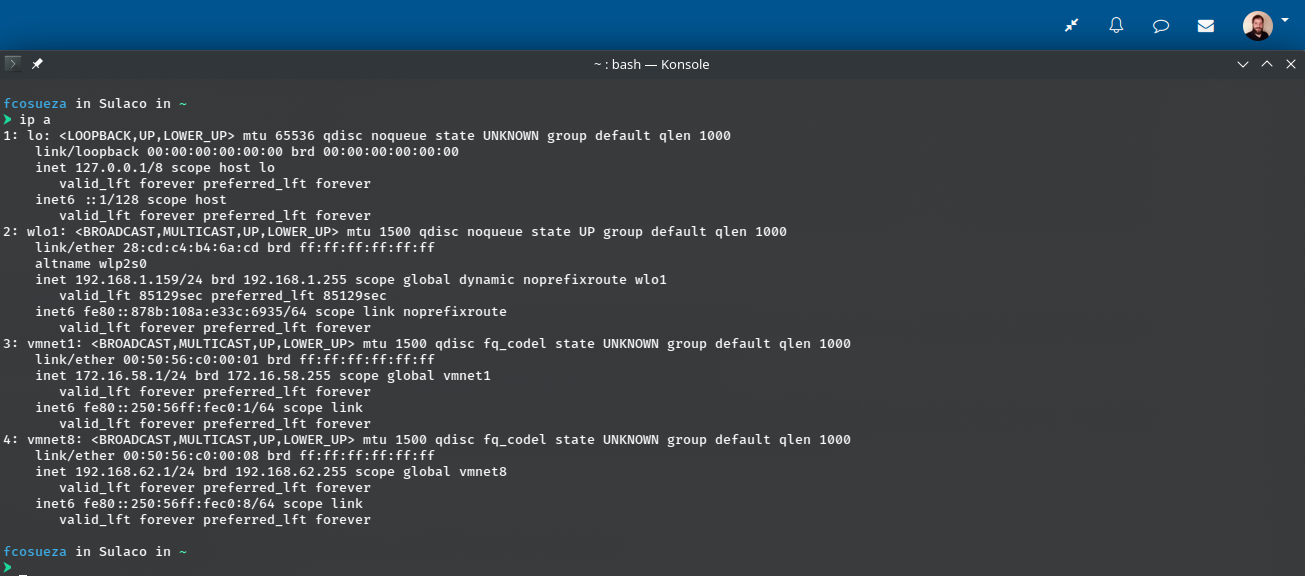 ~ : bash — Konsole
fcosueza in Sulaco in ~
➤ ip a
1: lo: <LOOPBACK,UP,LOWER_UP> mtu 65536 qdisc noqueue state UNKNOWN group default qlen 1000
    link/loopback 00:00:00:00:00:00 brd 00:00:00:00:00:00
    inet 127.0.0.1/8 scope host lo
       valid_lft forever preferred_lft forever
    inet6 ::1/128 scope host
       valid_lft forever preferred_lft forever
2: wlo1: <BROADCAST,MULTICAST,UP,LOWER_UP> mtu 1500 qdisc noqueue state UP group default qlen 1000
    link/ether 28:cd:c4:b4:6a:cd brd ff:ff:ff:ff:ff:ff
    altname wlp2s0
    inet 192.168.1.159/24 brd 192.168.1.255 scope global dynamic noprefixroute wlo1
       valid_lft 85129sec preferred_lft 85129sec
    inet6 fe80::878b:108a:e33c:6935/64 scope link noprefixroute
       valid_lft forever preferred_lft forever
3: vmnet1: <BROADCAST,MULTICAST,UP,LOWER_UP> mtu 1500 qdisc fq_codel state UNKNOWN group default qlen 1000
    link/ether 00:50:56:c0:00:01 brd ff:ff:ff:ff:ff:ff
    inet 172.16.58.1/24 brd 172.16.58.255 scope global vmnet1
       valid_lft forever preferred_lft forever
    inet6 fe80::250:56ff:fec0:1/64 scope link
       valid_lft forever preferred_lft forever
4: vmnet8: <BROADCAST,MULTICAST,UP,LOWER_UP> mtu 1500 qdisc fq_codel state UNKNOWN group default qlen 1000
    link/ether 00:50:56:c0:00:08 brd ff:ff:ff:ff:ff:ff
    inet 192.168.62.1/24 brd 192.168.62.255 scope global vmnet8
       valid_lft forever preferred_lft forever
    inet6 fe80::250:56ff:fec0:8/64 scope link
       valid_lft forever preferred_lft forever
fcosueza in Sulaco in ~
➤